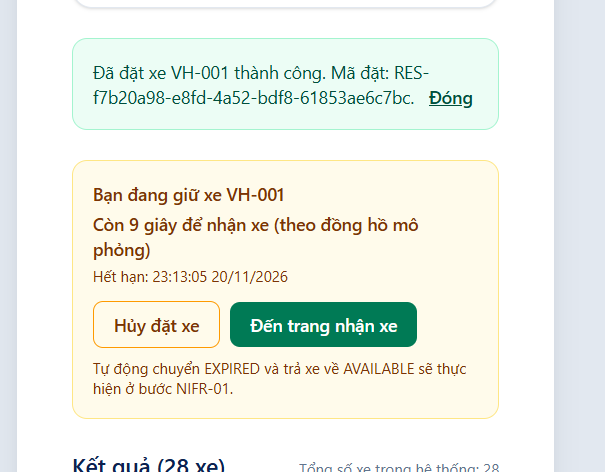 Đã đặt xe VH-001 thành công. Mã đặt: RES-
f7b20a98-e8fd-4a52-bdf8-61853ae6c7bc. Đóng
Bạn đang giữ xe VH-001
Còn 9 giây để nhận xe (theo đồng hồ mô
phỏng)
Hết hạn: 23:13:05 20/11/2026
Hủy đặt xe
Đến trang nhận xe
Tự động chuyển EXPIRED và trả xe về AVAILABLE sẽ thực
hiện ở bước NIFR-01.
Kết quả (28 xe)
Tổng số xe trong hệ thống: 28